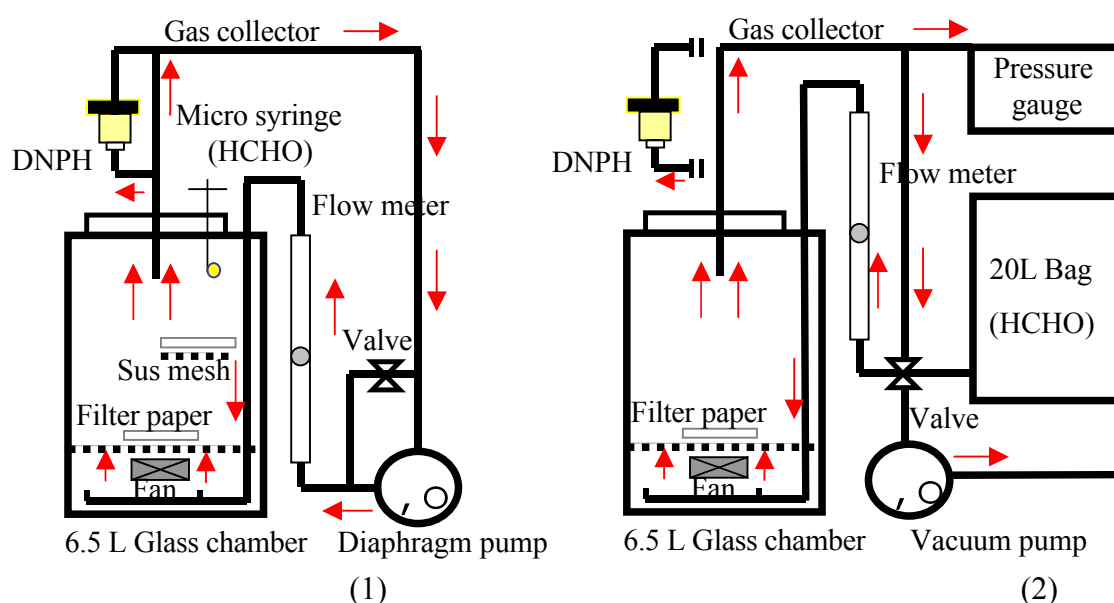 Gas collector
Micro syringe
(HCHO)
DNPH
Flow meter
Valve
Sus mesh
Filter paper
Fan
6.5 L Glass chamber
Diaphragm pump
(1)
Gas collector
Pressure
gauge
DNPH
Flow meter
20L Bag
(HCHO)
Filter paper
Valve
Fan
6.5 L Glass chamber
Vacuum pump
(2)